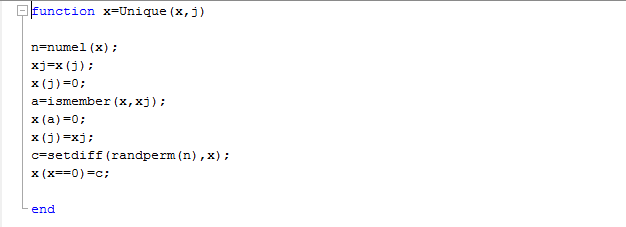 function x=Unique(x,j)
n=numel(x);
xj=x(j);
x(j)=0;
a=ismember(x,xj);
x(a)=0;
x(j)=xj;
c=setdiff(randperm(n),x);
x(x==0)=c;
end